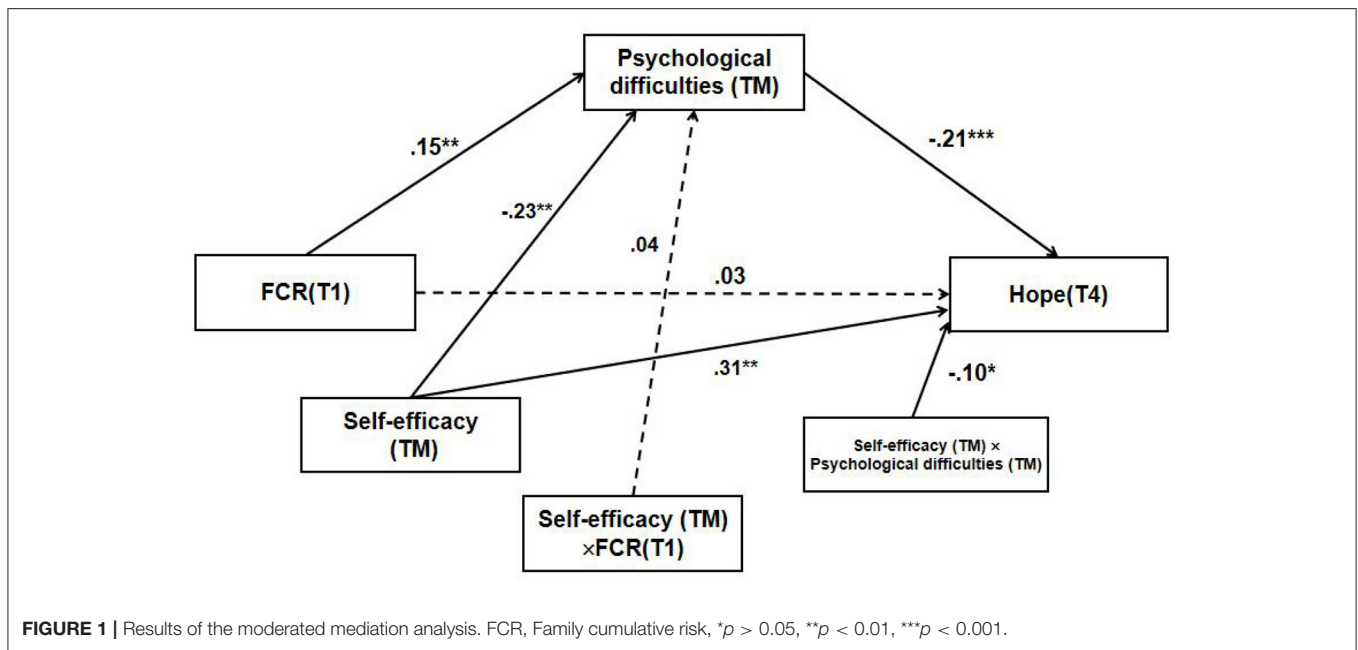 Psychological
difficulties (TM)
.15**
-.21***
-.23**
.04
FCR(T1)
.03
Hope(T4)
.31**
-.10*
Self-efficacy
(TM)
Self-efficacy (TM) ×
Psychological difficulties (TM)
Self-efficacy (TM)
×FCR(T1)
FIGURE 1 | Results of the moderated mediation analysis. FCR, Family cumulative risk, *p > 0.05, **p < 0.01, ***p < 0.001.